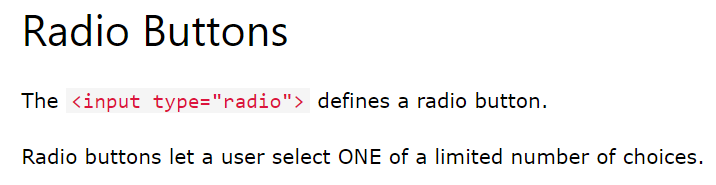 Radio Buttons
The <input type="radio"> defines a radio button.
Radio buttons let a user select ONE of a limited number of choices.